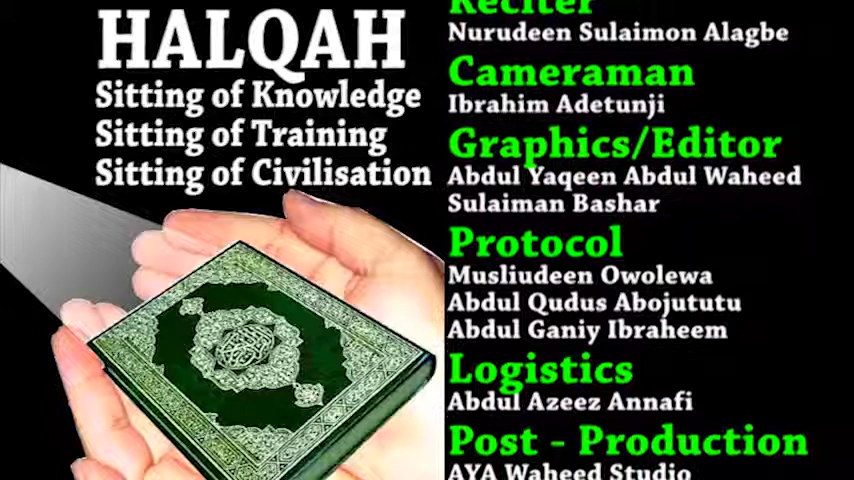 HALQAH
Sitting of Knowledge
Sitting of Training
Sitting of Civilisation
Reciter
Nurudeen Sulaimon Alagbe
Cameraman
Ibrahim Adetunji
Graphics/Editor
Abdul Yaqeen Abdul Waheed
Sulaiman Bashar
Protocol
Musliudeen Owolewa
Abdul Qudus Abojututu
Abdul Ganiy Ibraheem
Logistics
Abdul Azeez Annafi
Post - Production
AYA Waheed Studio